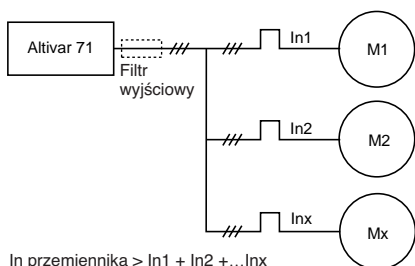 Altivar 71
Filtr
wyjściowy
In1
M1
In2
M2
Inx
Mx
In przemiennika > In1 + In2 +...Inx